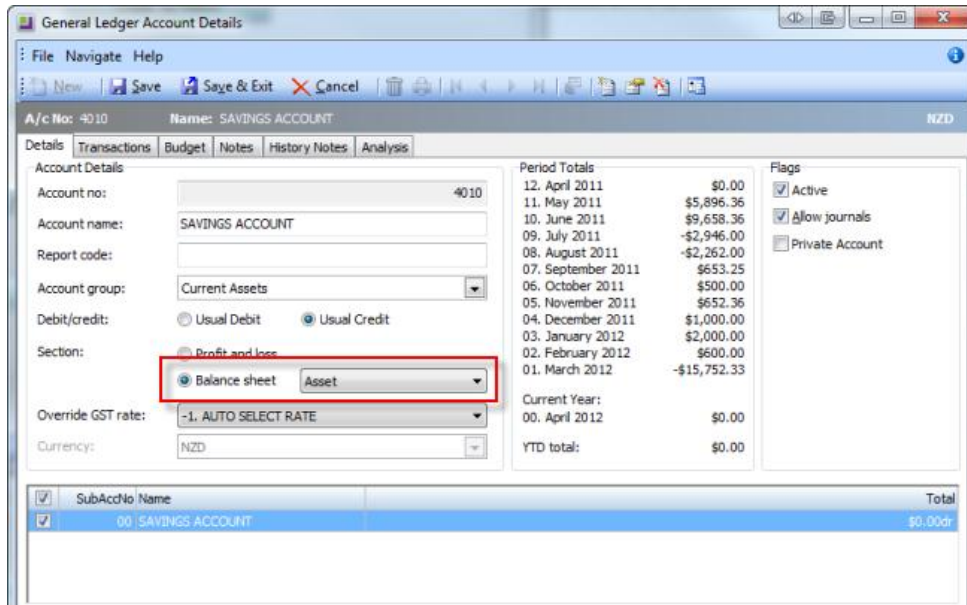 General Ledger Account Details
File Navigate Help
New Save Save & Exit Cancel
A/c No: 4010 Name: SAVINGS ACCOUNT NZD
Details Transactions Budget Notes History Notes Analysis
Account Details
Account no: 4010
Account name: SAVINGS ACCOUNT
Report code:
Account group: Current Assets
Debit/credit: Usual Debit Usual Credit
Section: Profit and loss
Balance sheet Asset
Override GST rate: -1. AUTO SELECT RATE
Currency: NZD
Period Totals
12. April 2011 $0.00
11. May 2011 $5,896.36
10. June 2011 $9,658.36
09. July 2011 -$2,946.00
08. August 2011 -$2,262.00
07. September 2011 $653.25
06. October 2011 $500.00
05. November 2011 $652.36
04. December 2011 $1,000.00
03. January 2012 $2,000.00
02. February 2012 $600.00
01. March 2012 -$15,752.33
Current Year:
00. April 2012 $0.00
YTD total: $0.00
Flags
Active
Allow journals
Private Account
SubAccNo Name Total
00 SAVINGS ACCOUNT $0.00dr